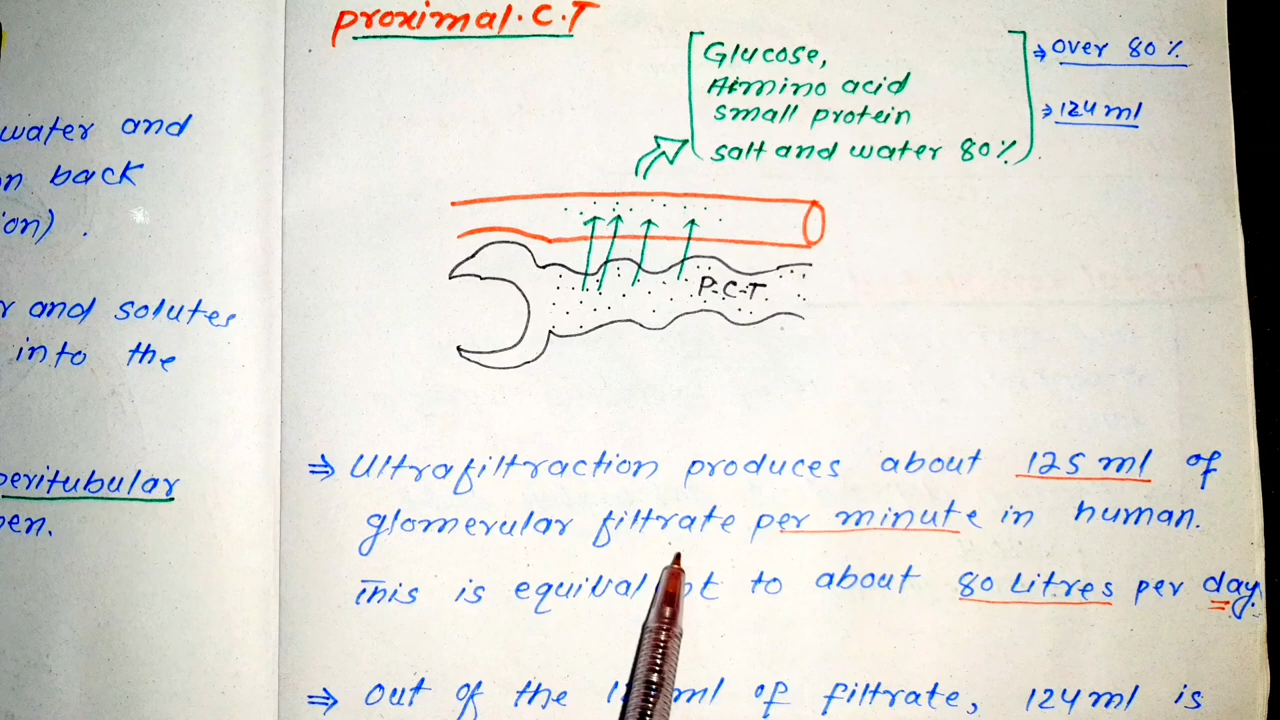 proximal. C. T
Glucose,
Aimino acid
small protein
salt and water 80%
over 80%
124 ml
water and
n back
ion).
P-C-T
r and solutes
into the
⇒ Ultrafiltraction produces about 125 ml of
peritubular
glomerular filtrate per minute in human.
pen.
This is to about 80 Litres per day.
⇒ out of the ml of filtrate, 124 ml is